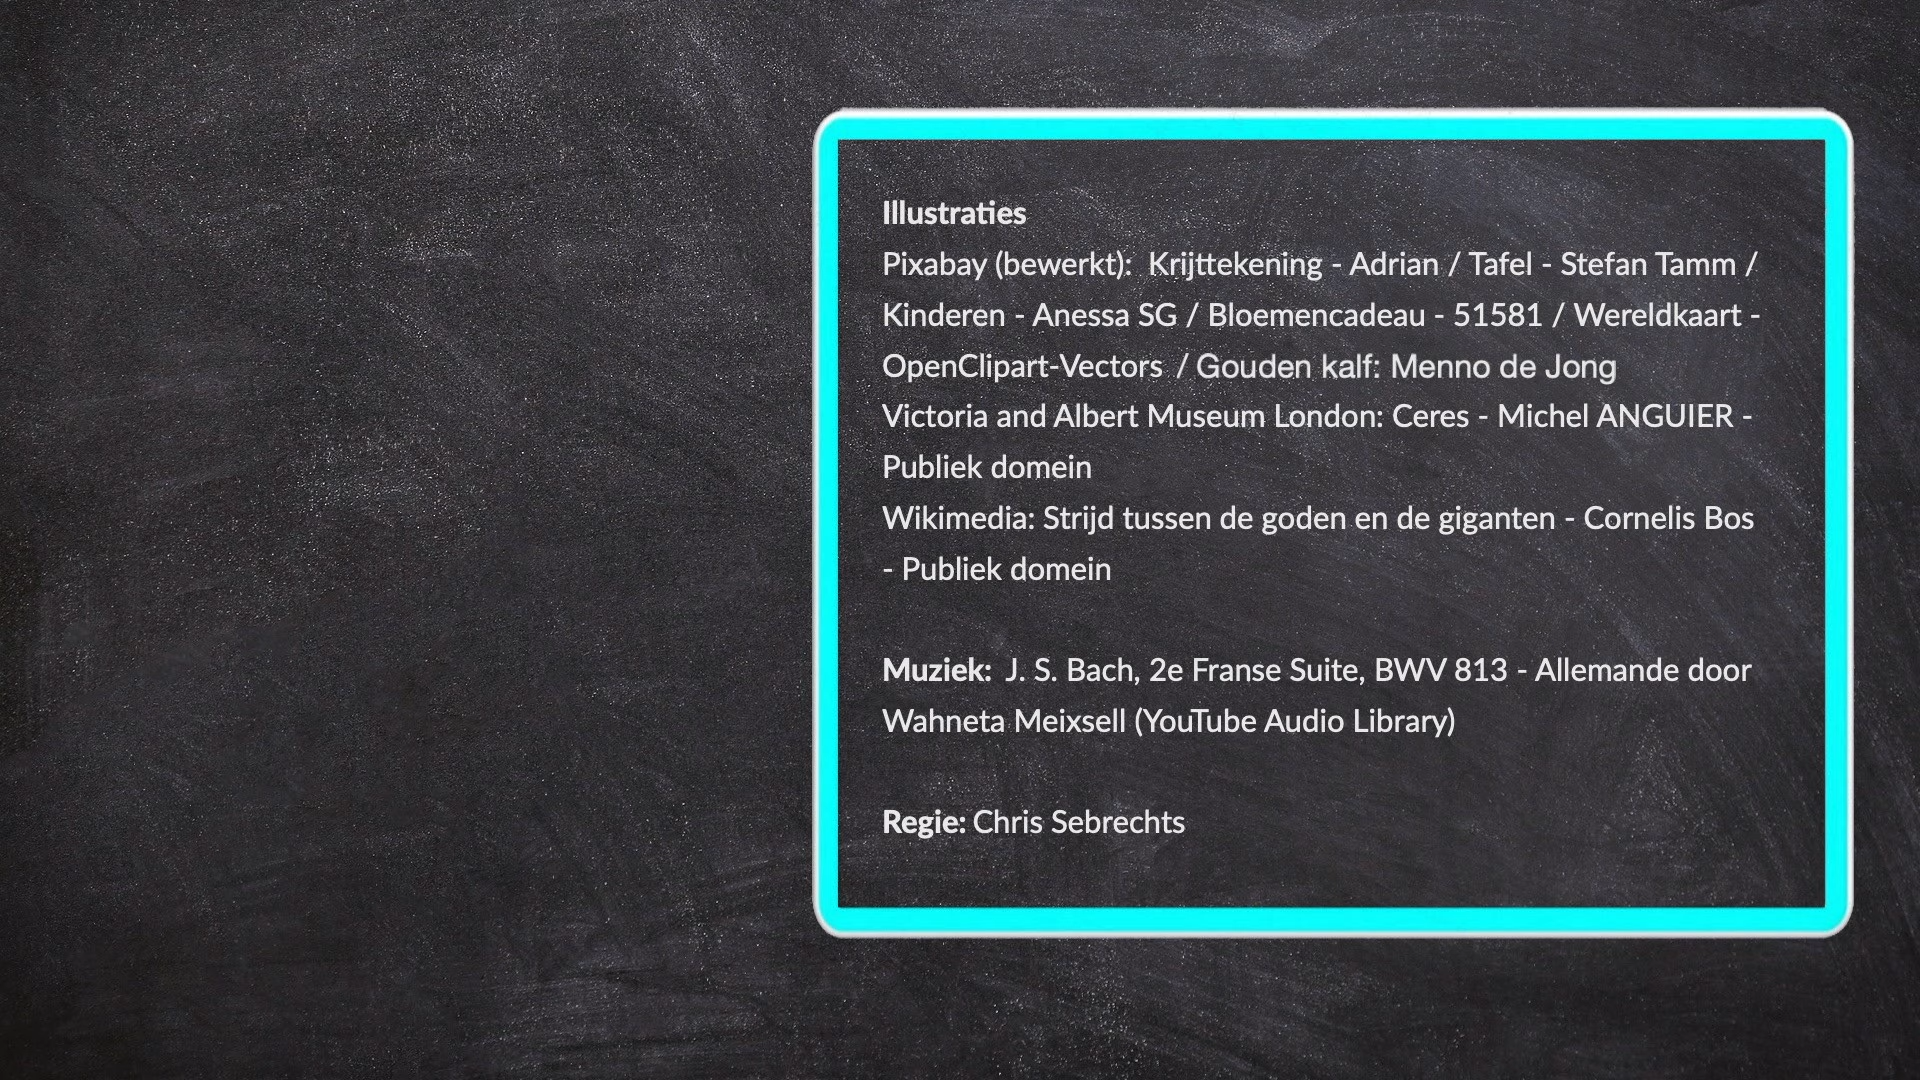 Illustraties
Pixabay (bewerkt):  Krijttekening - Adrian / Tafel - Stefan Tamm /
Kinderen - Anessa SG / Bloemencadeau - 51581 / Wereldkaart -
OpenClipart-Vectors / Gouden kalf: Menno de Jong
Victoria and Albert Museum London: Ceres - Michel ANGUIER -
Publiek domein
Wikimedia: Strijd tussen de goden en de giganten - Cornelis Bos
- Publiek domein
Muziek:  J. S. Bach, 2e Franse Suite, BWV 813 - Allemande door
Wahneta Meixsell (YouTube Audio Library)
Regie: Chris Sebrechts